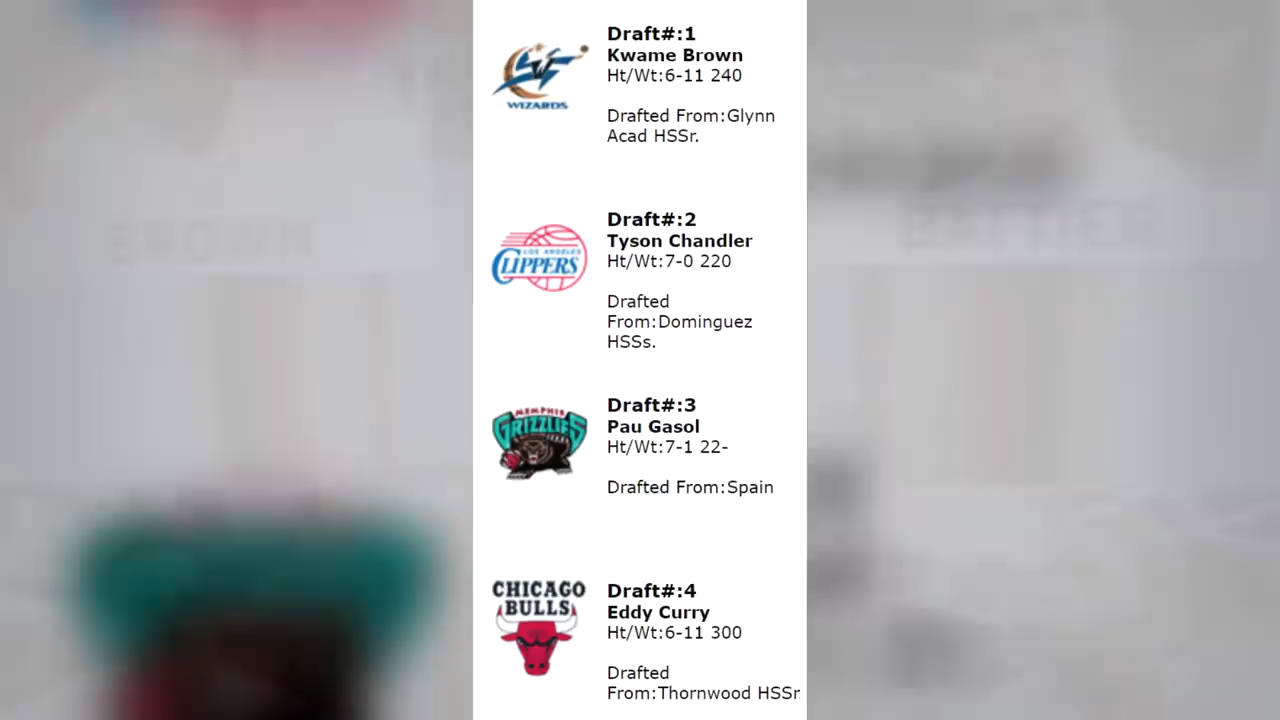 Draft#:1
Kwame Brown
Ht/Wt:6-11 240
WIZARDS
Drafted From:Glynn
Acad HSSr.
Draft#:2
Tyson Chandler
Ht/Wt:7-0 220
LOS ANGELES
CLIPPERS
Drafted
From:Dominguez
HSSs.
Draft#:3
Pau Gasol
Ht/Wt:7-1 22-
MEMPHIS
GRIZZLIES
Drafted From:Spain
CHICAGO
BULLS
Draft#:4
Eddy Curry
Ht/Wt:6-11 300
Drafted
From:Thornwood HSSr